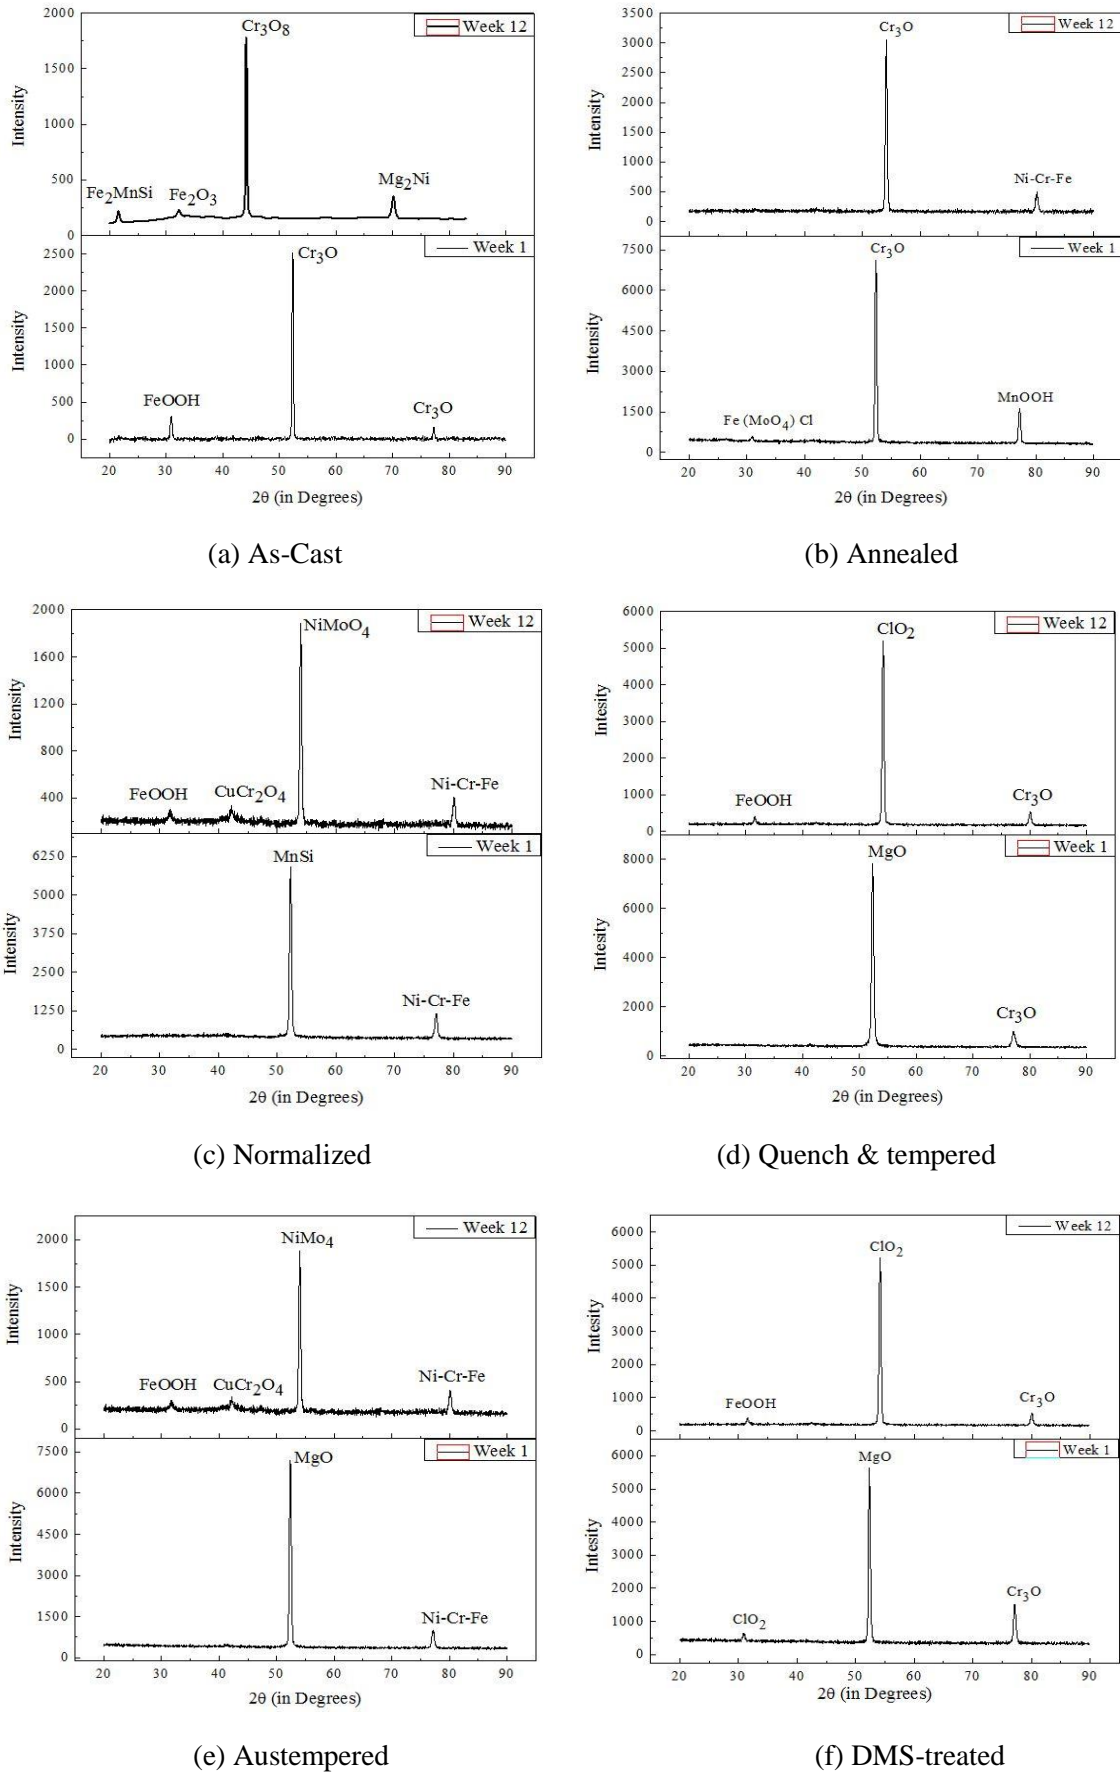 2000
1500
1000
500
0
Intensity
Week 12
Cr3O8
Fe2MnSi
Fe2O3
Mg2Ni
2500
2000
1500
1000
500
0
Intensity
Week 1
Cr3O
FeOOH
Cr3O
20 30 40 50 60 70 80 90
2θ (in Degrees)
(a) As-Cast
3500
3000
2500
2000
1500
1000
500
0
Intensity
Week 12
Cr3O
Ni-Cr-Fe
7500
6000
4500
3000
1500
0
Intensity
Week 1
Cr3O
Fe (MoO4) Cl
MnOOH
20 30 40 50 60 70 80 90
2θ (in Degrees)
(b) Annealed
2000
1600
1200
800
400
Intensity
Week 12
NiMoO4
FeOOH
CuCr2O4
Ni-Cr-Fe
6250
5000
3750
2500
1250
0
Intensity
Week 1
MnSi
Ni-Cr-Fe
20 30 40 50 60 70 80 90
2θ (in Degrees)
(c) Normalized
6000
5000
4000
3000
2000
1000
0
Intesity
Week 12
ClO2
FeOOH
Cr3O
8000
6000
4000
2000
0
Intesity
Week 1
MgO
Cr3O
20 30 40 50 60 70 80 90
2θ (in Degrees)
(d) Quench & tempered
2000
1500
1000
500
0
Intensity
Week 12
NiMo4
FeOOH
CuCr2O4
Ni-Cr-Fe
7500
6000
4500
3000
1500
0
Intensity
Week 1
MgO
Ni-Cr-Fe
20 30 40 50 60 70 80 90
2θ (in Degrees)
(e) Austempered
6000
5000
4000
3000
2000
1000
0
Intesity
Week 12
ClO2
FeOOH
Cr3O
6000
5000
4000
3000
2000
1000
0
Intesity
Week 1
MgO
ClO2
Cr3O
20 30 40 50 60 70 80 90
2θ (in Degrees)
(f) DMS-treated